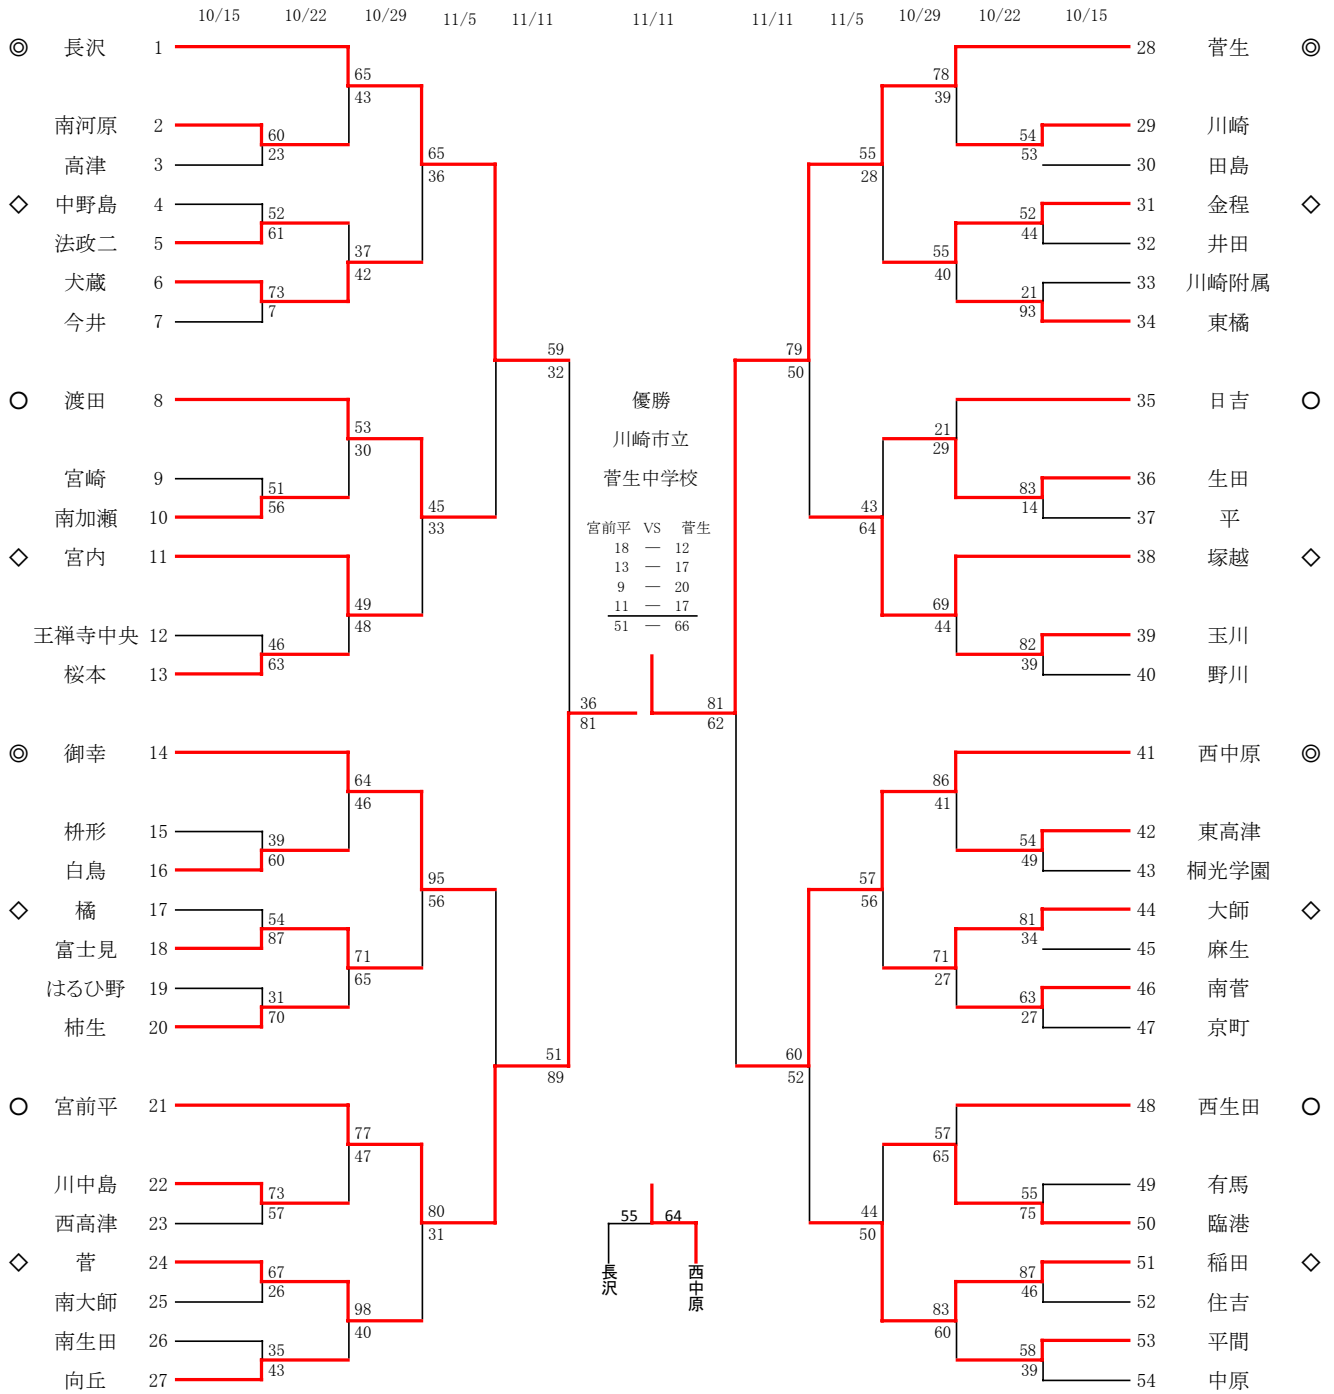 10/15 10/22 10/29 11/5 11/11 11/11 11/11 11/5 10/29 10/22 10/15
◎ 長沢 1
65
43
南河原 2
60
23
高津 3
65
36
◇ 中野島 4
52
61
法政二 5
37
42
犬蔵 6
73
7
今井 7
59
32
○ 渡田 8
53
30
宮崎 9
51
56
南加瀬 10
45
33
◇ 宮内 11
49
48
王禅寺中央 12
46
63
桜本 13
36
81
◎ 御幸 14
64
46
枡形 15
39
60
白鳥 16
95
56
◇ 橘 17
54
87
富士見 18
71
65
はるひ野 19
31
70
柿生 20
51
89
○ 宮前平 21
77
47
川中島 22
73
57
西高津 23
80
31
◇ 菅 24
67
26
南大師 25
98
40
南生田 26
35
43
向丘 27
優勝
川崎市立
菅生中学校
宮前平 VS 菅生
18 — 12
13 — 17
9 — 20
11 — 17
51 — 66
55 64
長沢
西中原
28 菅生 ◎
78
39
29 川崎
54
53
30 田島
55
28
31 金程 ◇
52
44
32 井田
55
40
33 川崎附属
21
93
34 東橘
79
50
35 日吉 ○
21
29
36 生田
83
14
37 平
43
64
38 塚越 ◇
69
44
39 玉川
82
39
40 野川
81
62
41 西中原 ◎
86
41
42 東高津
54
49
43 桐光学園
57
56
44 大師 ◇
81
34
45 麻生
71
27
46 南菅
63
27
47 京町
60
52
48 西生田 ○
57
65
49 有馬
55
75
50 臨港
44
50
51 稲田 ◇
87
46
52 住吉
83
60
53 平間
58
39
54 中原